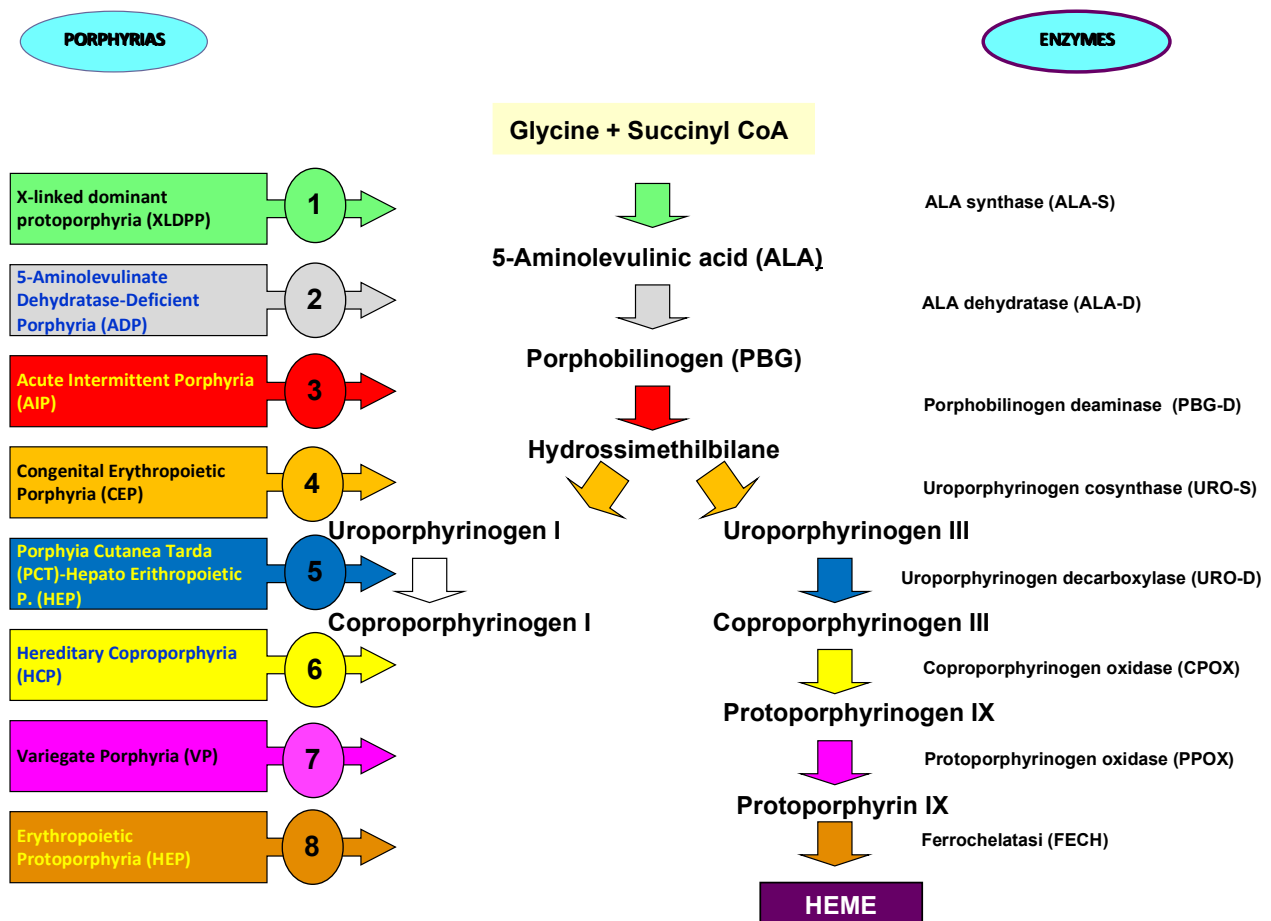 PORPHYRIAS
ENZYMES
Glycine + Succinyl CoA
X-linked dominant
protoporphyria (XLDPP)
1
ALA synthase (ALA-S)
5-Aminolevulinic acid (ALA)
5-Aminolevulinate
Dehydratase-Deficient
Porphyria (ADP)
2
ALA dehydratase (ALA-D)
Porphobilinogen (PBG)
Acute Intermittent Porphyria
(AIP)
3
Porphobilinogen deaminase (PBG-D)
Hydrossimethilbilane
Congenital Erythropoietic
Porphyria (CEP)
4
Uroporphyrinogen cosynthase (URO-S)
Uroporphyrinogen I
Uroporphyrinogen III
Porphyia Cutanea Tarda
(PCT)-Hepato Erithropoietic
P. (HEP)
5
Uroporphyrinogen decarboxylase (URO-D)
Coproporphyrinogen I
Coproporphyrinogen III
Hereditary Coproporphyria
(HCP)
6
Coproporphyrinogen oxidase (CPOX)
Protoporphyrinogen IX
Variegate Porphyria (VP)
7
Protoporphyrinogen oxidase (PPOX)
Protoporphyrin IX
Erythropoietic
Protoporphyria (HEP)
8
Ferrochelatasi (FECH)
HEME